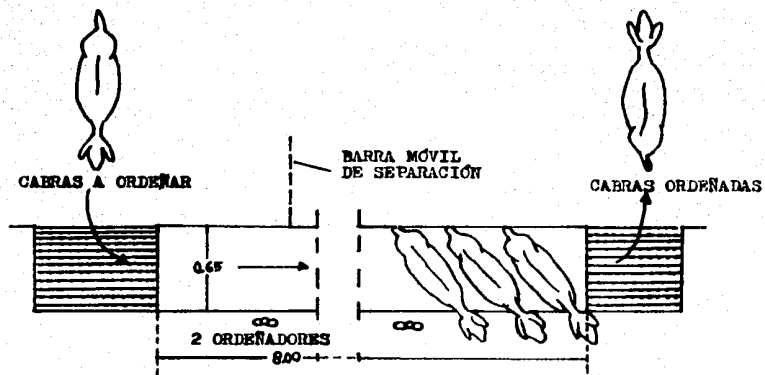 BARRA MÓVIL
DE SEPARACIÓN
CABRAS A ORDEÑAR
CABRAS ORDEÑADAS
0.65
2 ORDEÑADORES
8.00